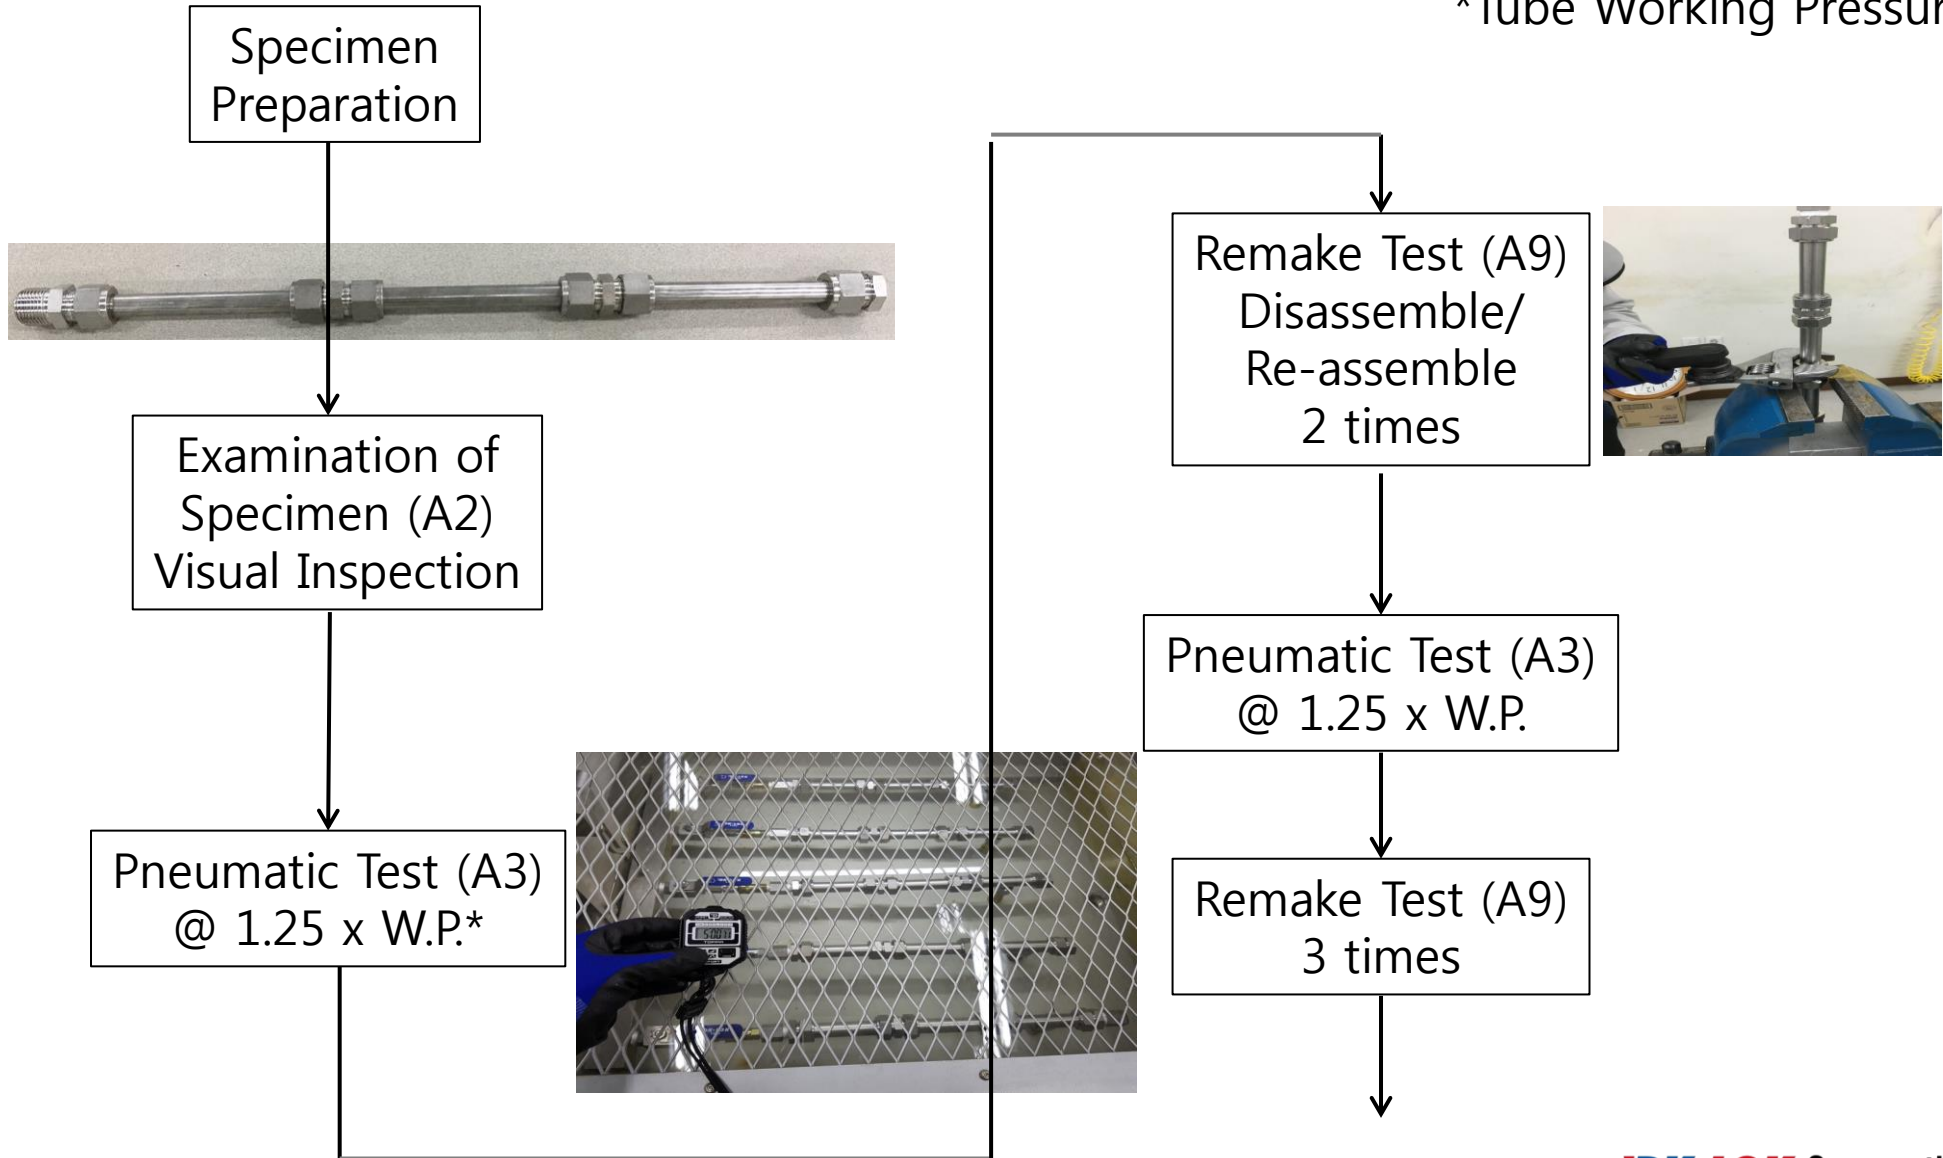 *Tube Working Pressur
Specimen
Preparation
Examination of
Specimen (A2)
Visual Inspection
Pneumatic Test (A3)
@ 1.25 x W.P.*
Remake Test (A9)
Disassemble/
Re-assemble
2 times
Pneumatic Test (A3)
@ 1.25 x W.P.
Remake Test (A9)
3 times